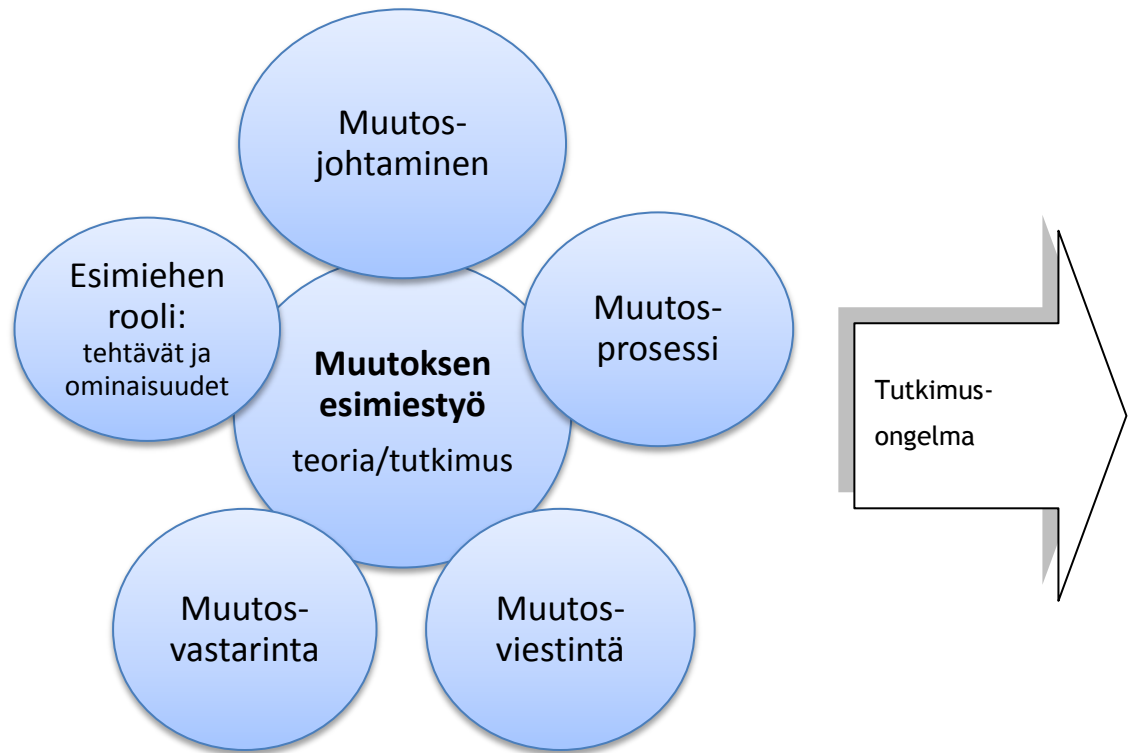 Muutos-
johtaminen
Esimiehen
rooli:
tehtävät ja
ominaisuudet
Muutos-
prosessi
Muutoksen
esimiestyö
teoria/tutkimus
Tutkimus-
ongelma
Muutos-
vastarinta
Muutos-
viestintä